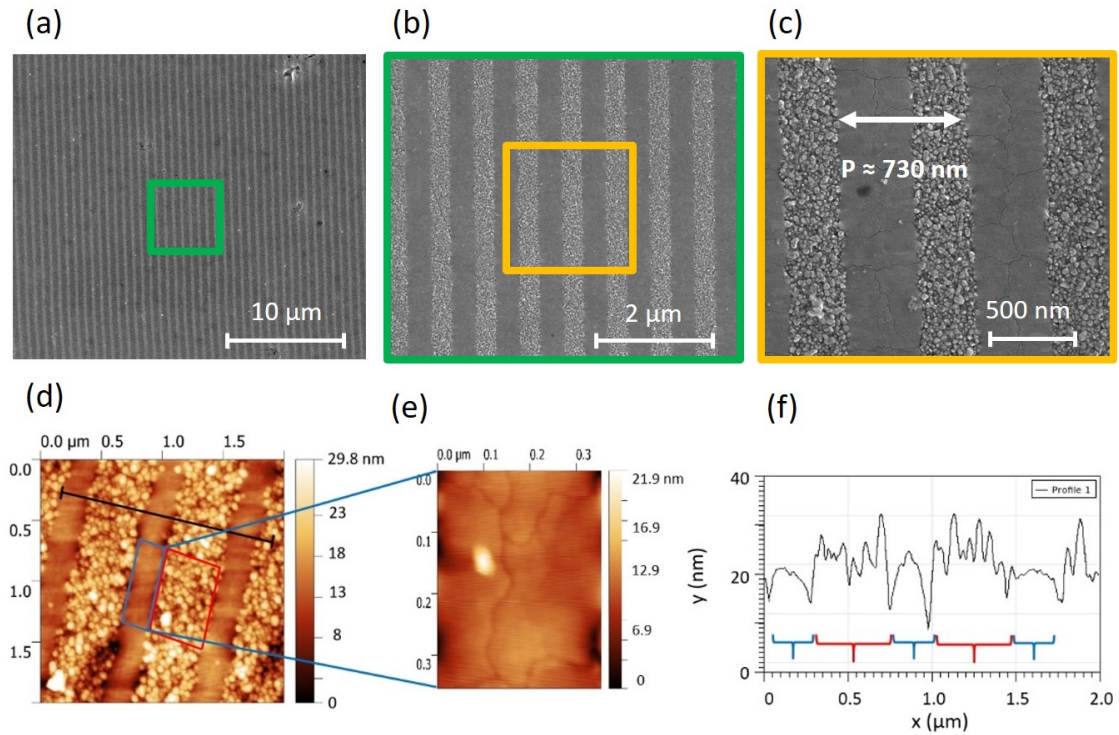 (a)
(b)
(c)
10 µm
2 µm
P ≈ 730 nm
500 nm
(d)
(e)
(f)
0.0 µm 0.5 1.0 1.5
0.0
0.5
1.0
1.5
29.8 nm
23
18
13
8
0
0.0 µm 0.1 0.2 0.3
0.0
0.1
0.2
0.3
21.9 nm
16.9
12.9
6.9
0
40
20
0
y (nm)
Profile 1
0 0.5 1.0 1.5 2.0
x (µm)